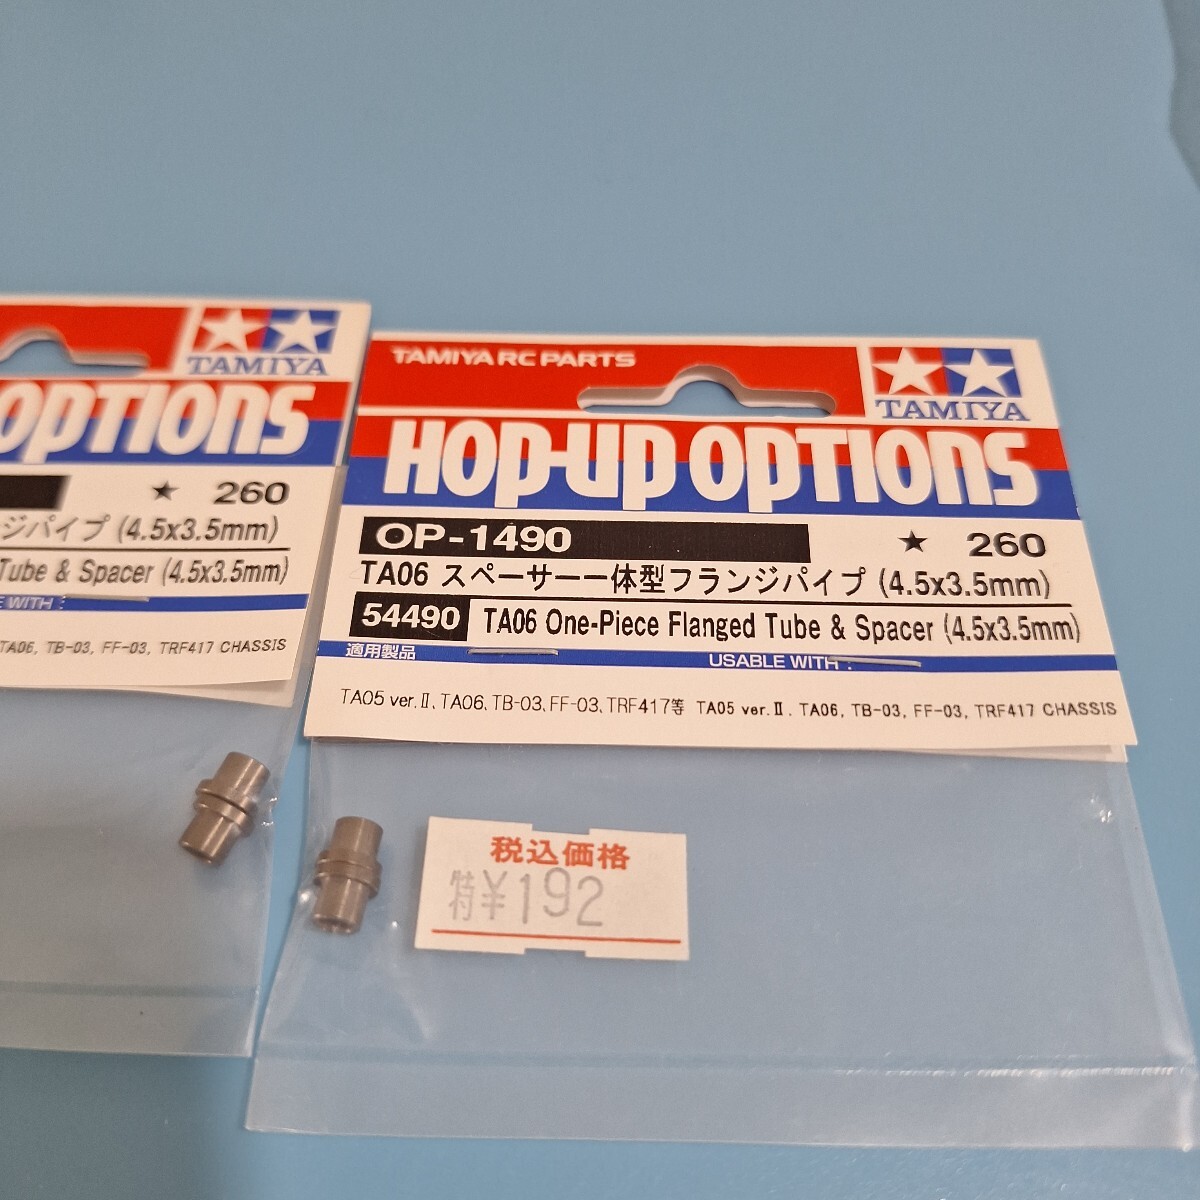 TAMIYA
OPTIONS
★ 260
ジパイプ (4.5x3.5mm)
Tube & Spacer (4.5x3.5mm)
WITH :
TA06, TB-03, FF-03, TRF417 CHASSIS
TAMIYA RC PARTS
TAMIYA
HOP-UP OPTIONS
OP-1490 ★ 260
TA06 スペーサー一体型フランジパイプ (4.5x3.5mm)
54490 TA06 One-Piece Flanged Tube & Spacer (4.5x3.5mm)
適用製品 USABLE WITH :
TA05 ver.Ⅱ、TA06、TB-03、FF-03、TRF417等 TA05 ver.Ⅱ, TA06, TB-03, FF-03, TRF417 CHASSIS
税込価格
特価¥192